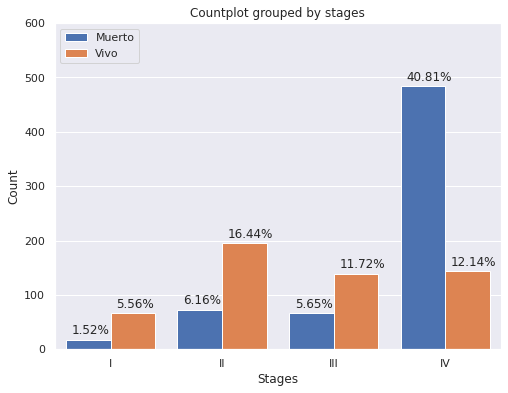 Countplot grouped by stages
Muerto
Vivo
600
500
400
300
200
100
0
Count
1.52%
5.56%
6.16%
16.44%
5.65%
11.72%
40.81%
12.14%
I
II
III
IV
Stages